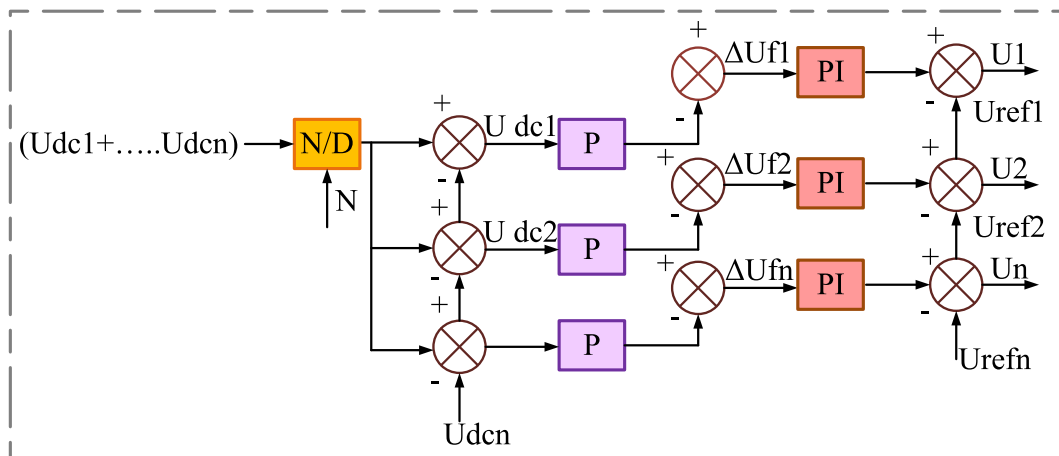 +
ΔUf1
PI
+
U1
-
-
Uref1
(Udc1+…..Udcn)
N/D
+
U dc1
P
-
N
+
ΔUf2
PI
+
U2
-
-
Uref2
+
U dc2
P
-
+
ΔUfn
PI
+
Un
-
-
Urefn
+
P
-
Udcn